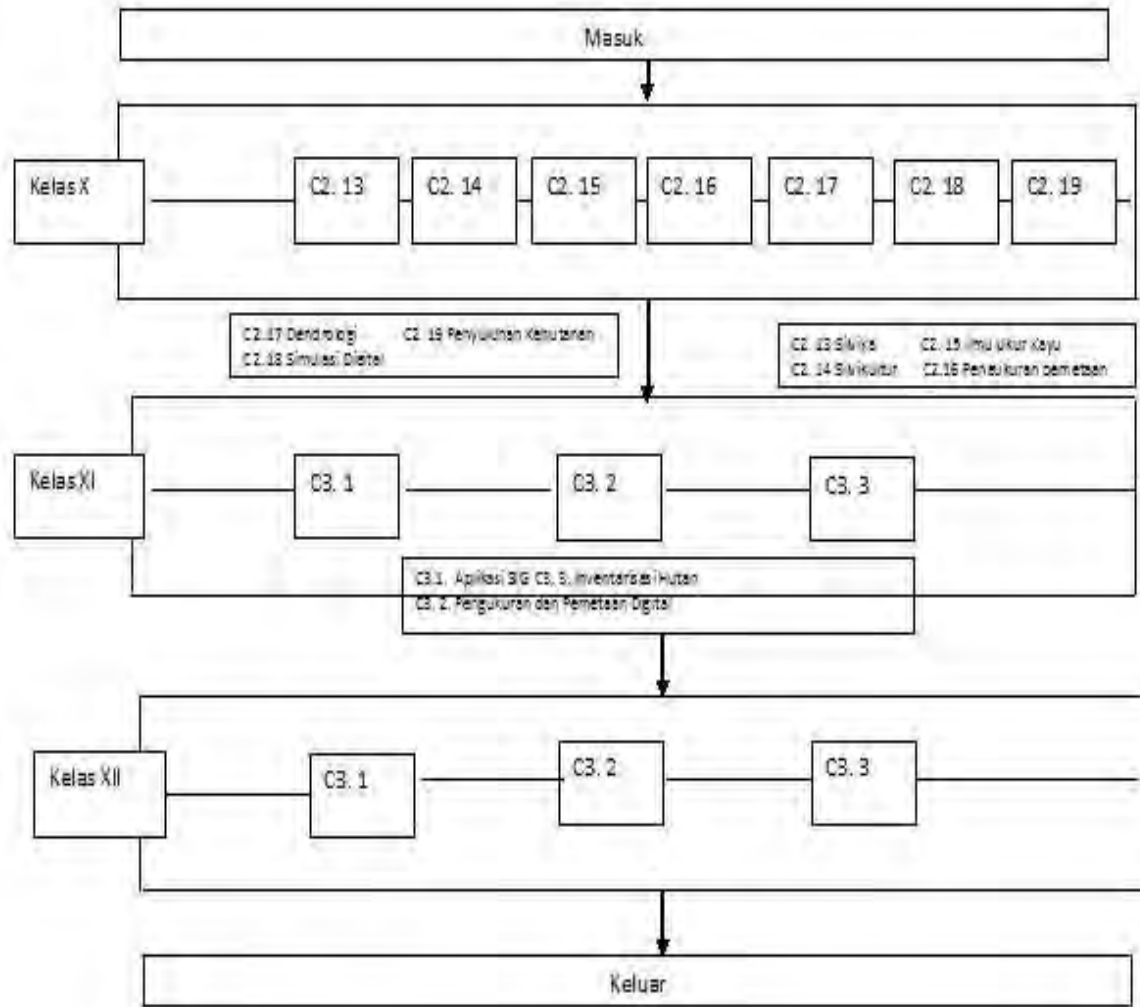 Masuk
Kelas X
C2. 13
C2. 14
C2. 15
C2. 16
C2. 17
C2. 18
C2. 19
C2.17 Dendrologi C2. 19 Penyuluhan Kehutanan
C2.18 Simulasi Digital
C2. 13 Silvika C2. 15 Ilmu Ukur Kayu
C2. 14 Silvikultur C2.16 Pengukuran pemetaan
Kelas XI
C3. 1
C3. 2
C3. 3
C3.1. Aplikasi SIG C3. 3. Inventarisasi Hutan
C3. 2. Pengukuran dan Pemetaan Digital
Kelas XII
C3. 1
C3. 2
C3. 3
Keluar